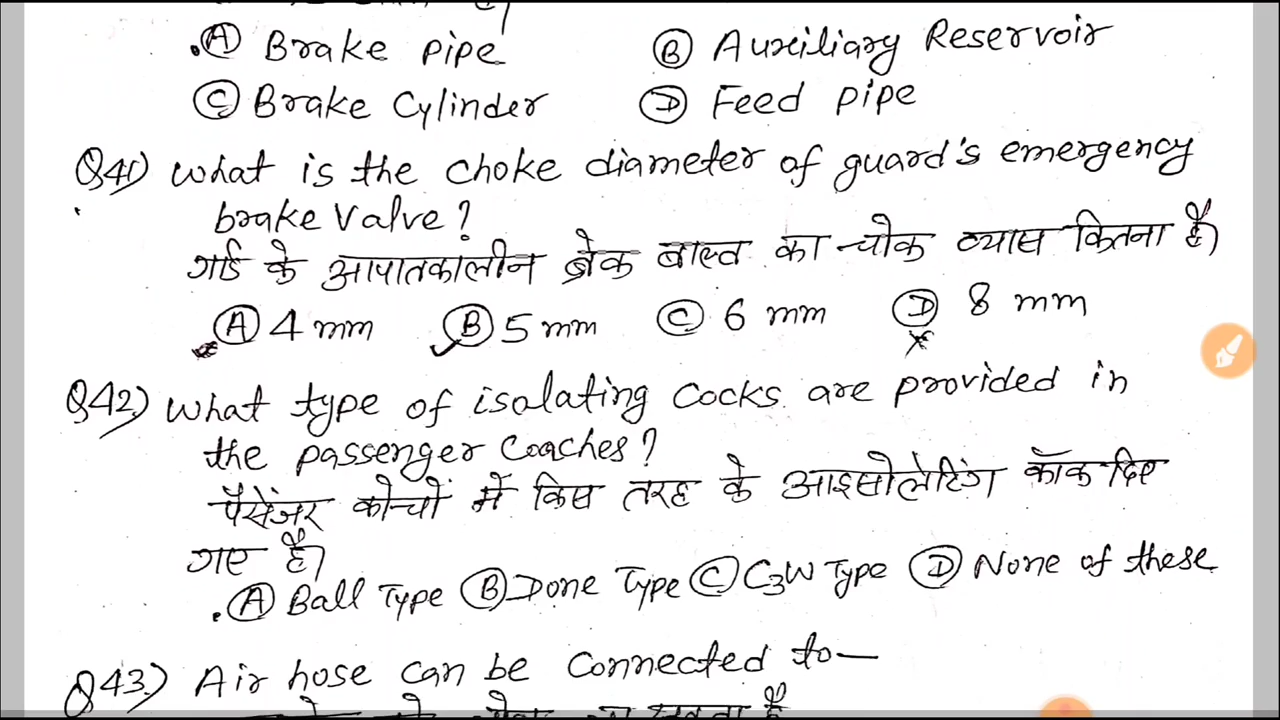 Ⓐ Brake pipe Ⓑ Auxiliary Reservoir
Ⓒ Brake Cylinder Ⓓ Feed pipe
Q41) What is the choke diameter of guard's emergency
brake Valve?
गार्ड के आपातकालीन ब्रेक वाल्व का चोक व्यास कितना है।
Ⓐ 4 mm Ⓑ 5 mm Ⓒ 6 mm Ⓓ 8 mm
Q42) What type of isolating cocks are provided in
the passenger Coaches?
पैसेंजर कोचों में किस तरह के आइसोलेटिंग कॉक दिए
गए है।
Ⓐ Ball Type Ⓑ Done Type Ⓒ C3W Type Ⓓ None of these
Q43) Air hose can be connected to—